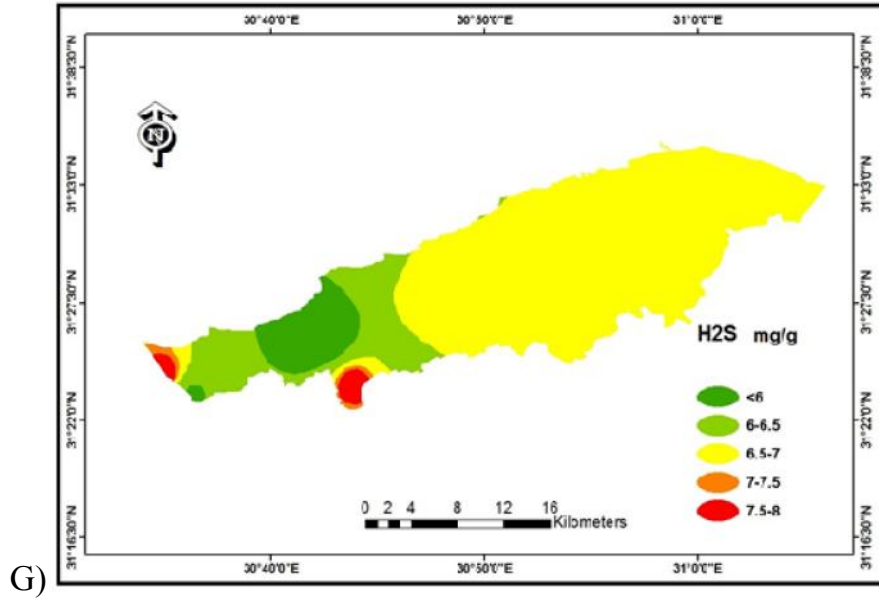 30°40'0"E 30°50'0"E 31°0'0"E
31°38'30"N 31°38'30"N
N
31°33'0"N 31°33'0"N
31°27'30"N 31°27'30"N
H2S mg/g
<6
6-6.5
31°22'0"N 31°22'0"N
6.5-7
7-7.5
7.5-8
0 2 4 8 12 16
Kilometers
31°16'30"N 31°16'30"N
30°40'0"E 30°50'0"E 31°0'0"E
G)